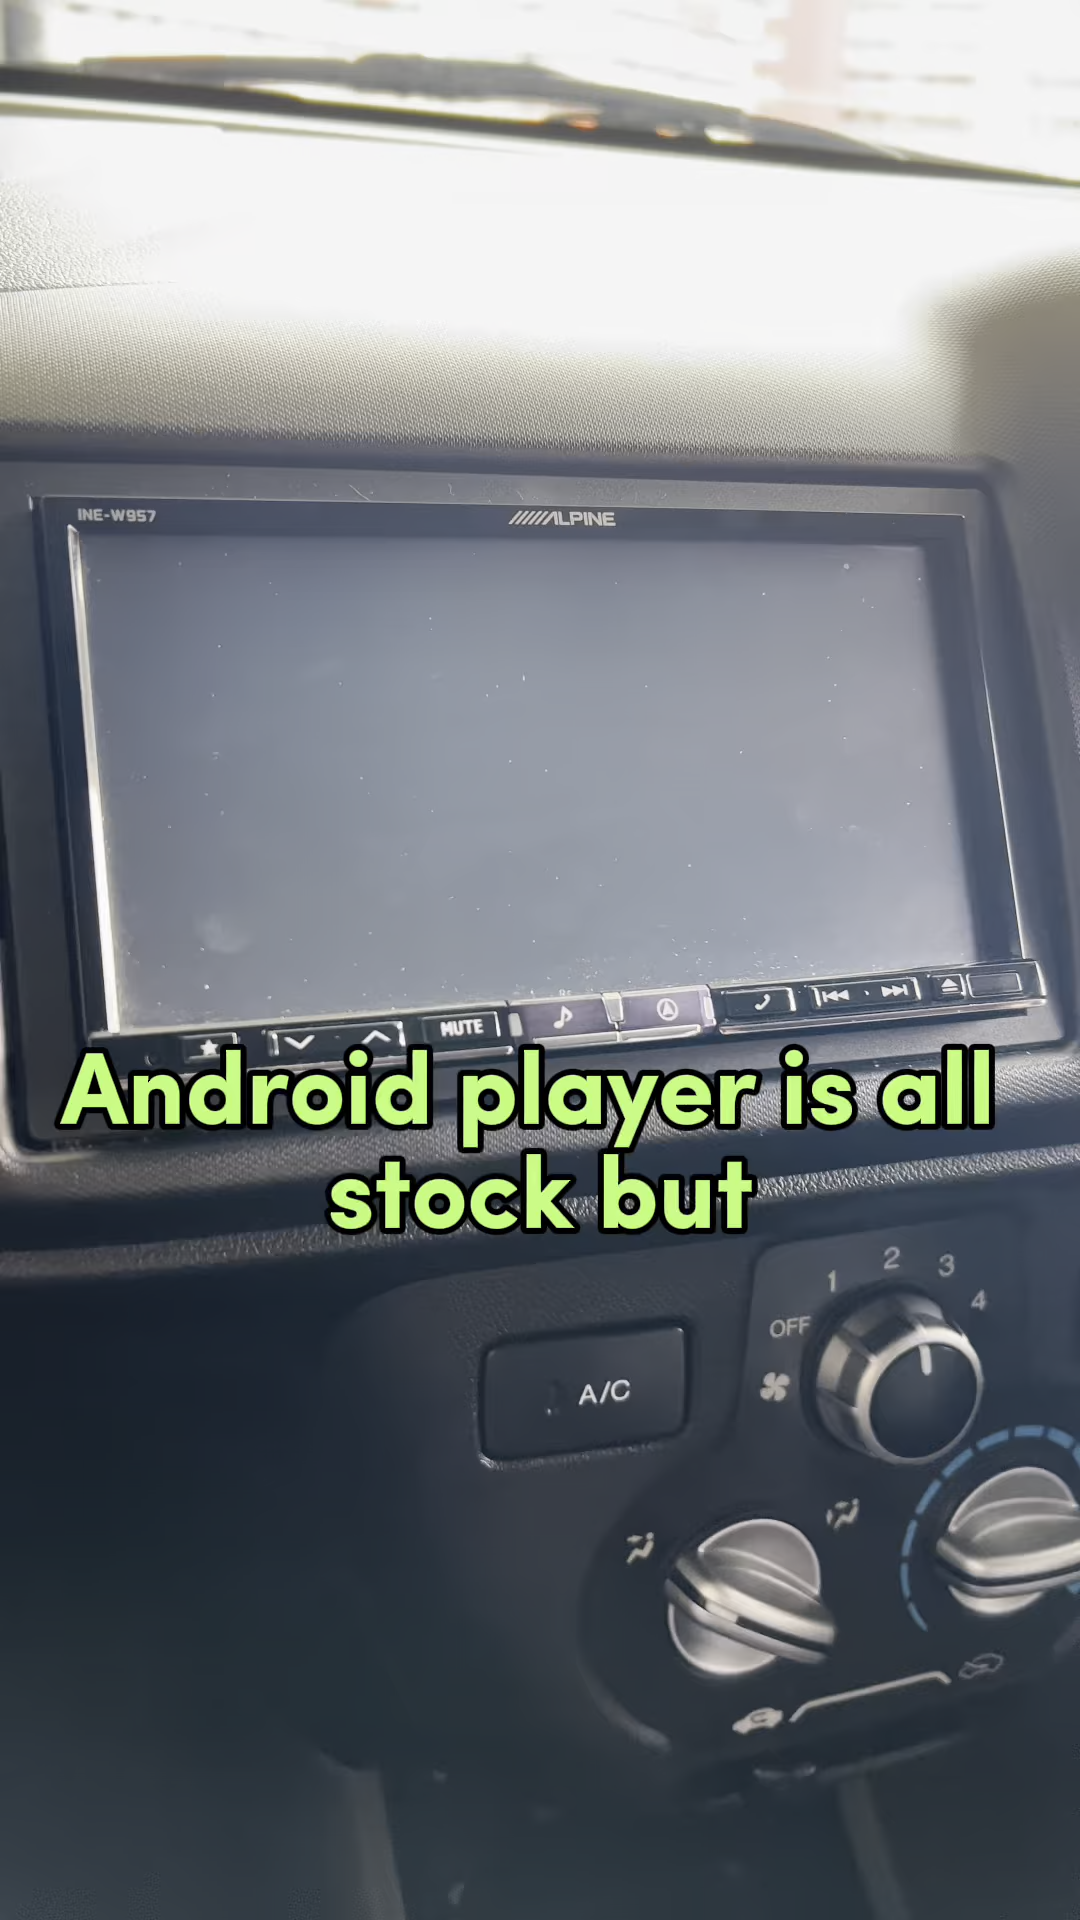 INE-W957
ALPINE
MUTE
Android player is all
stock but
1 2 3 4
OFF
A/C